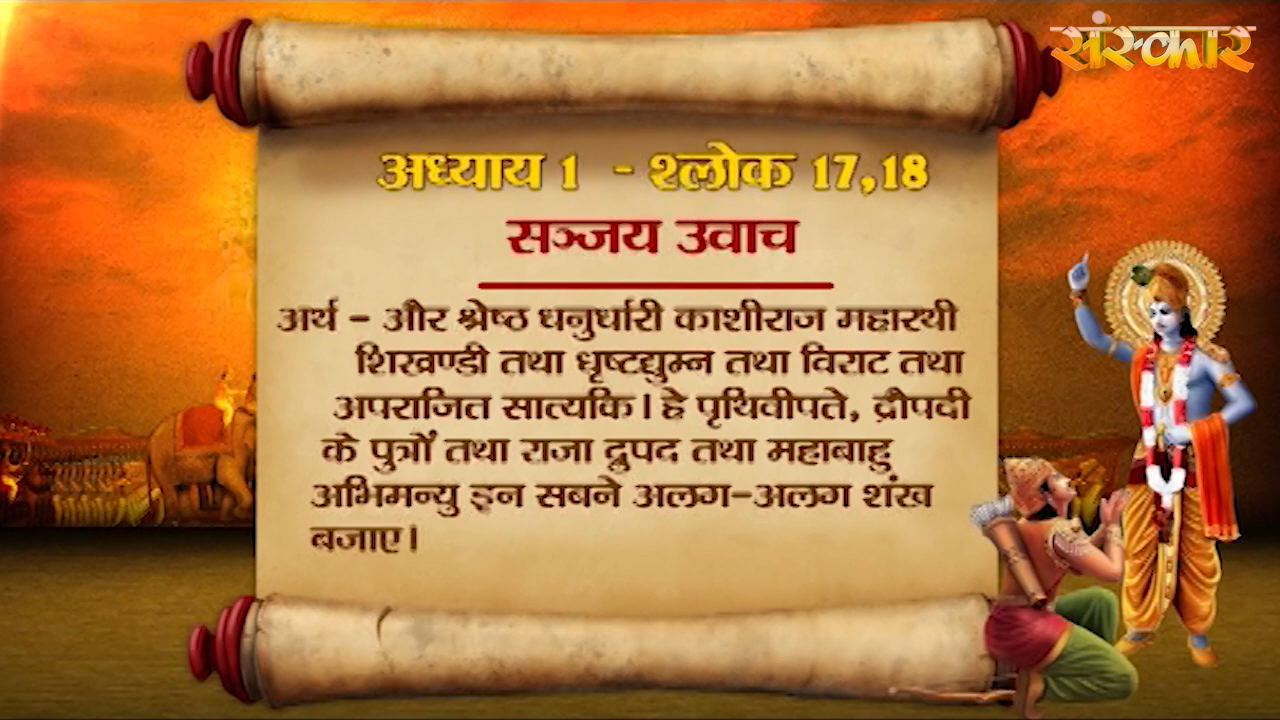 संस्कार
अध्याय 1 - श्लोक 17,18
सञ्जय उवाच
अर्थ - और श्रेष्ठ धनुर्धारी काशीराज महारथी
शिखण्डी तथा धृष्टद्युम्न तथा विराट तथा
अपराजित सात्यकि। हे पृथिवीपते, द्रौपदी
के पुत्रों तथा राजा द्रुपद तथा महाबाहु
अभिमन्यु इन सबने अलग-अलग शंख
बजाए।